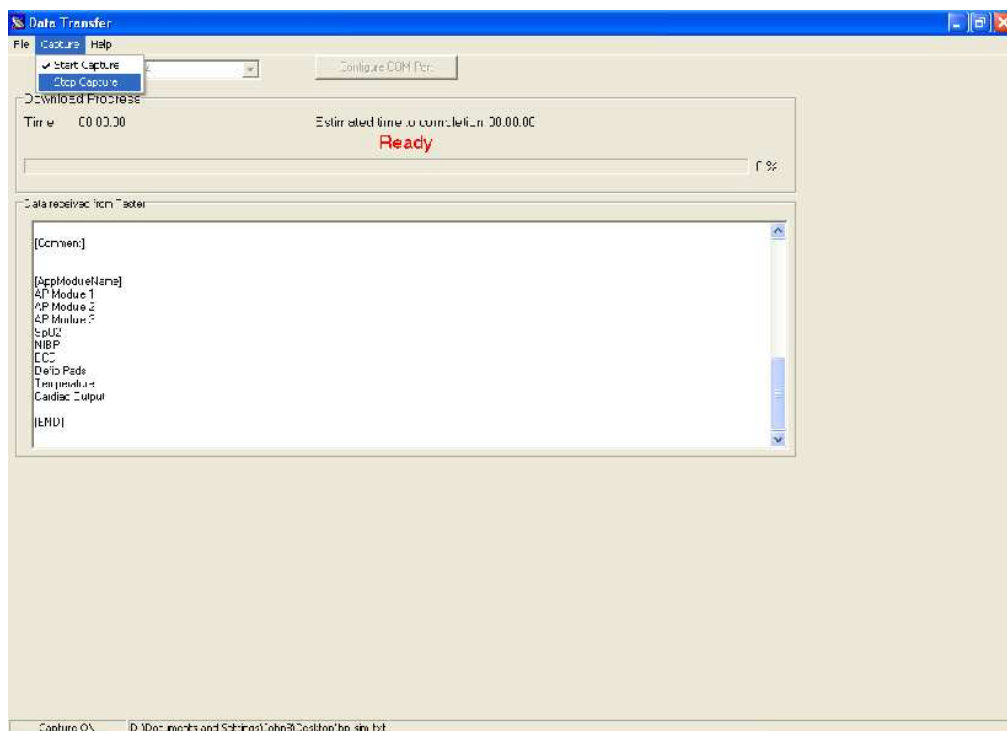 Data Transfer
File Capture Help
Start Capture
Stop Capture
Configure COM Port
Download Progress
Time 00:00:00
Estimated time to completion 00:00:00
Ready
0 %
Data received from Tester
[Comment]
[AppModuleName]
AP Module 1
AP Module 2
AP Module 3
SpO2
NIBP
ECG
Defib Pads
Temperature
Cardiac Output
[END]
Capture ON